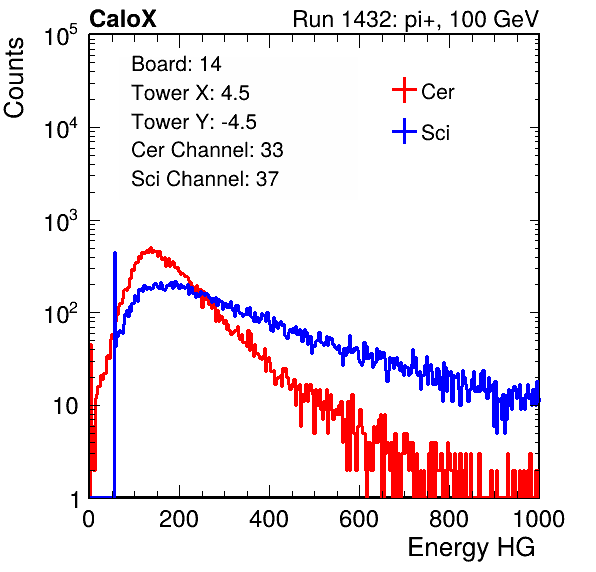 CaloX Run 1432: pi+, 100 GeV
Counts
Board: 14
Tower X: 4.5
Tower Y: -4.5
Cer Channel: 33
Sci Channel: 37
Cer
Sci
10^5
10^4
10^3
10^2
10
1
0 200 400 600 800 1000
Energy HG